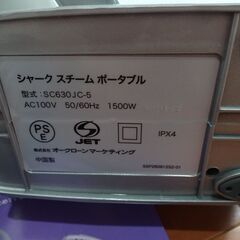 シャーク スチーム ポータブル
型式:SC630JC-5
AC100V 50/60Hz 1500W
PS
E
JET
IPX4
株式会社 オークローンマーケティング
中国製